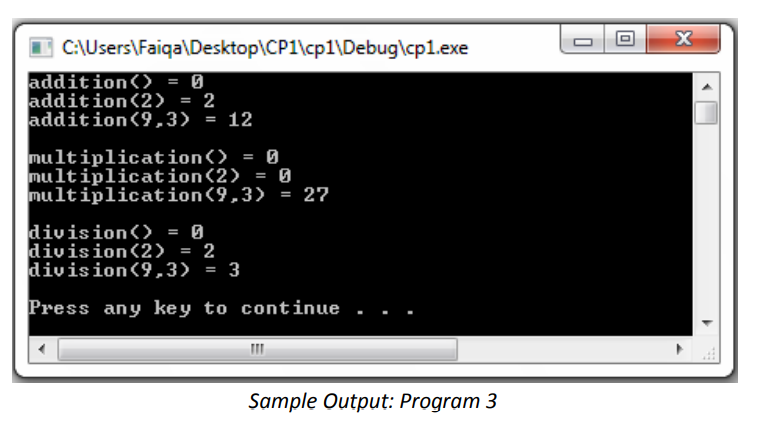 C:\Users\Faiqa\Desktop\CP1\cp1\Debug\cp1.exe
addition() = 0
addition(2) = 2
addition(9,3) = 12
multiplication() = 0
multiplication(2) = 0
multiplication(9,3) = 27
division() = 0
division(2) = 2
division(9,3) = 3
Press any key to continue . . .
Sample Output: Program 3